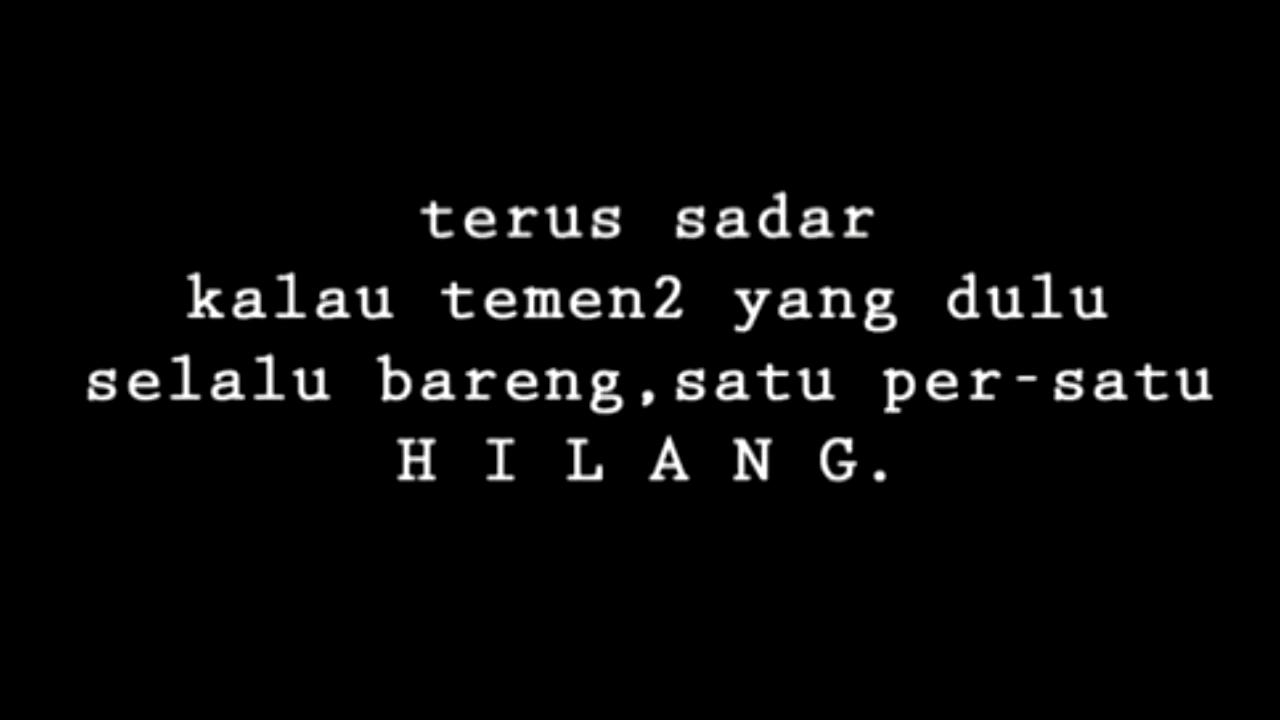 terus sadar
kalau temen2 yang dulu
selalu bareng,satu per-satu
H I L A N G.